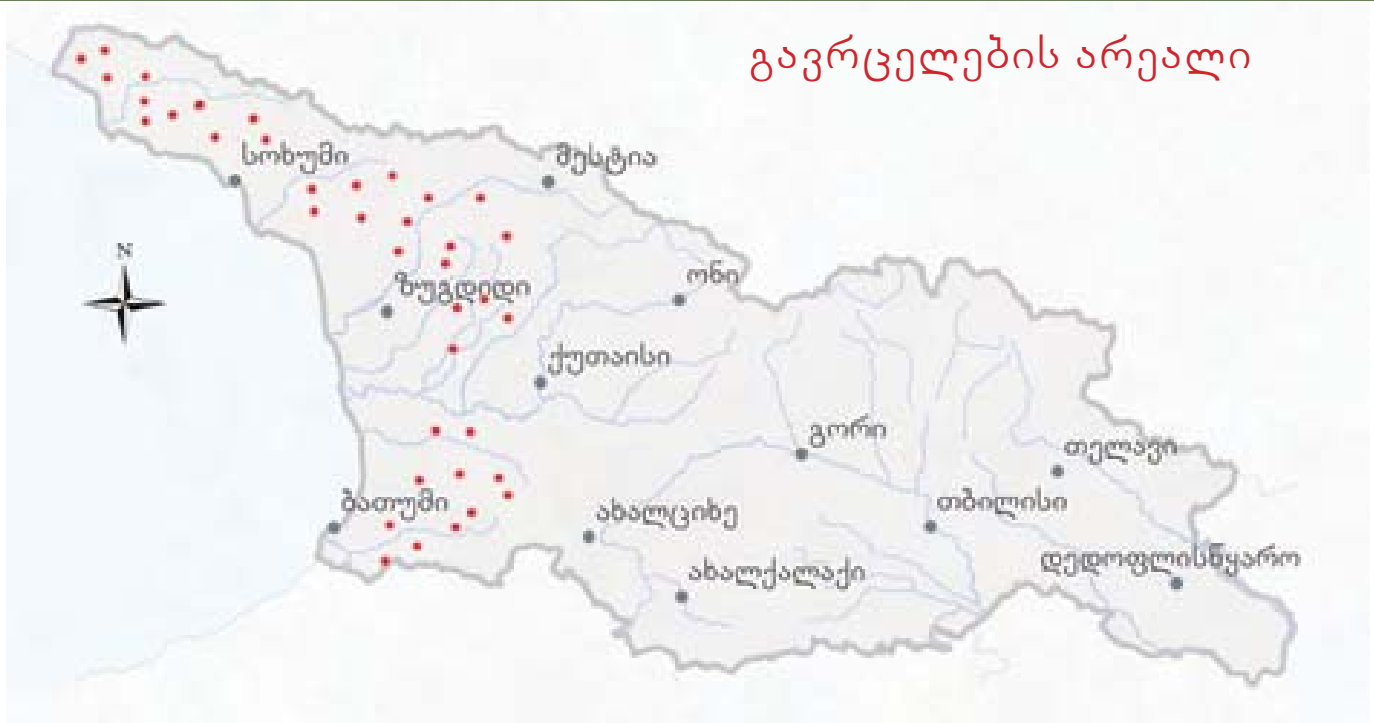 გავრცელების არეალი
სოხუმი
მესტია
N
ონი
ზუგდიდი
ქუთაისი
გორი
თელავი
ბათუმი
ახალციხე
თბილისი
დედოფლისწყარო
ახალქალაქი